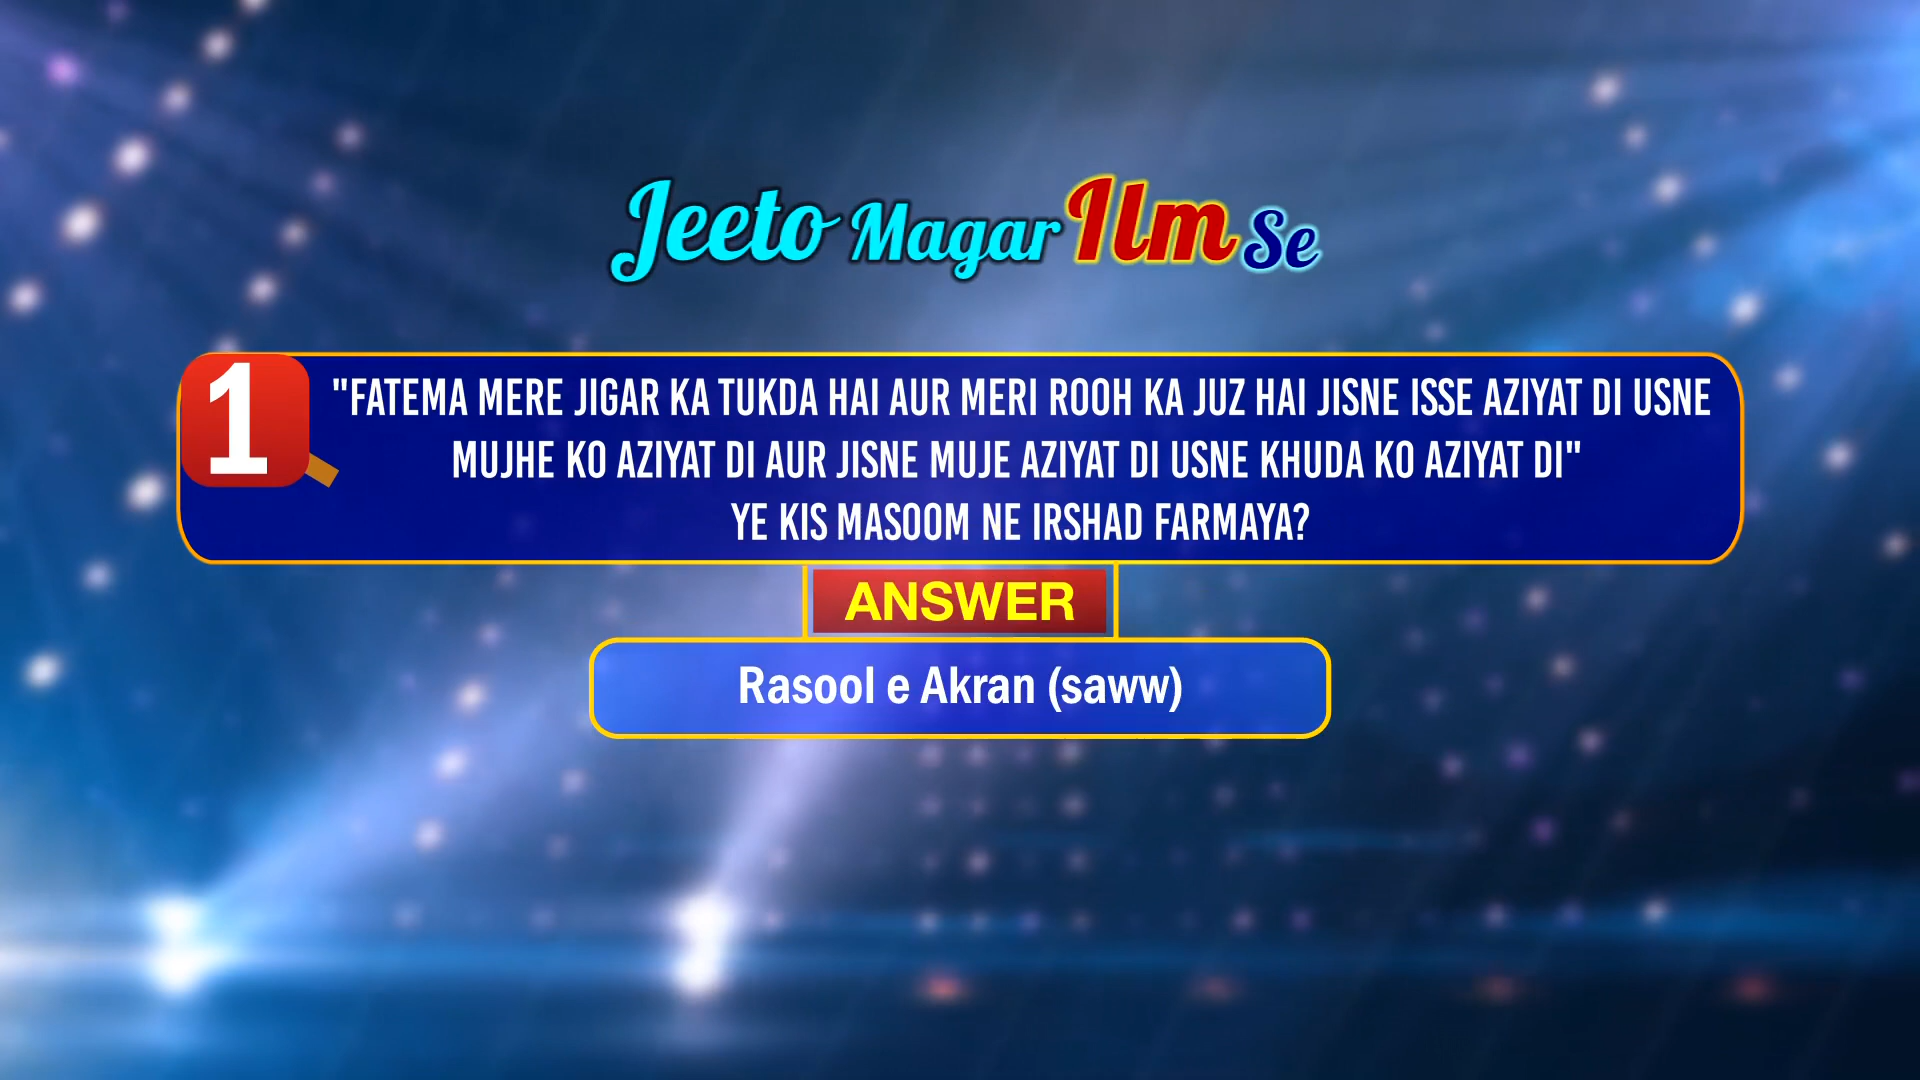 Jeeto Magar Ilm Se
1
"FATEMA MERE JIGAR KA TUKDA HAI AUR MERI ROOH KA JUZ HAI JISNE ISSE AZIYAT DI USNE
MUJHE KO AZIYAT DI AUR JISNE MUJE AZIYAT DI USNE KHUDA KO AZIYAT DI"
YE KIS MASOOM NE IRSHAD FARMAYA?
ANSWER
Rasool e Akran (saww)